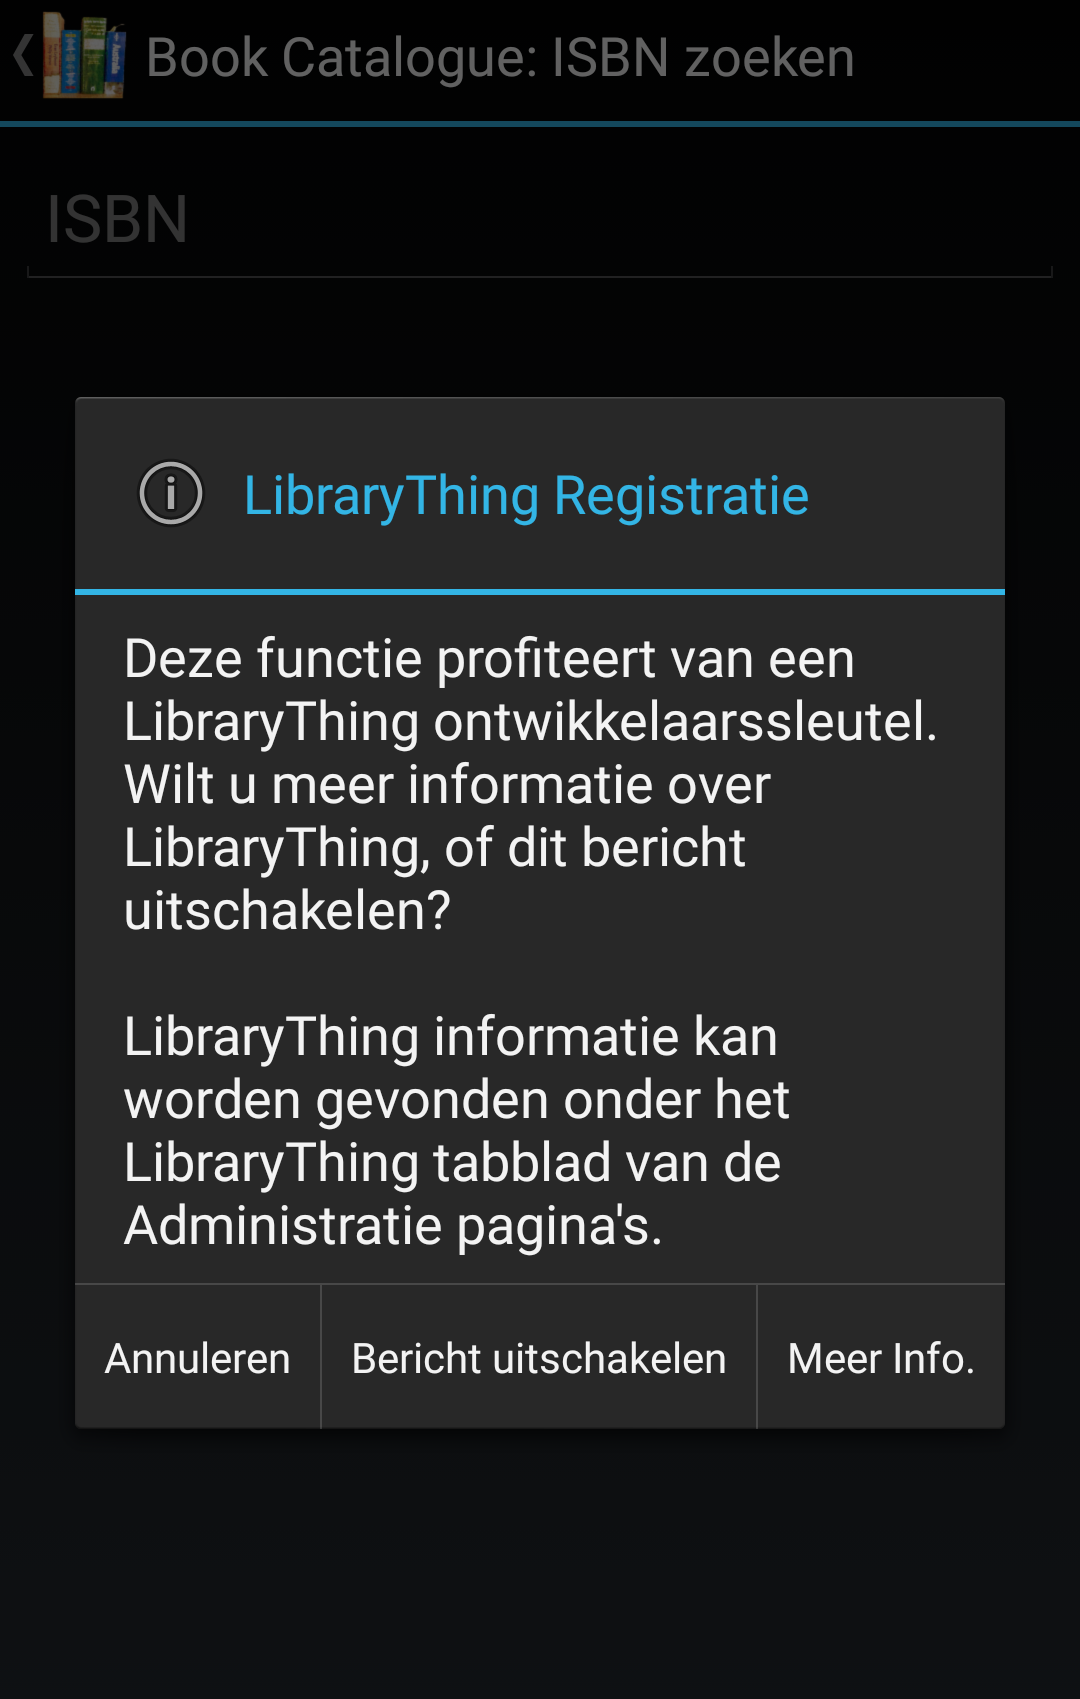 Book Catalogue: ISBN zoeken
ISBN
LibraryThing Registratie
Deze functie profiteert van een
LibraryThing ontwikkelaarssleutel.
Wilt u meer informatie over
LibraryThing, of dit bericht
uitschakelen?
LibraryThing informatie kan
worden gevonden onder het
LibraryThing tabblad van de
Administratie pagina's.
Annuleren
Bericht uitschakelen
Meer Info.